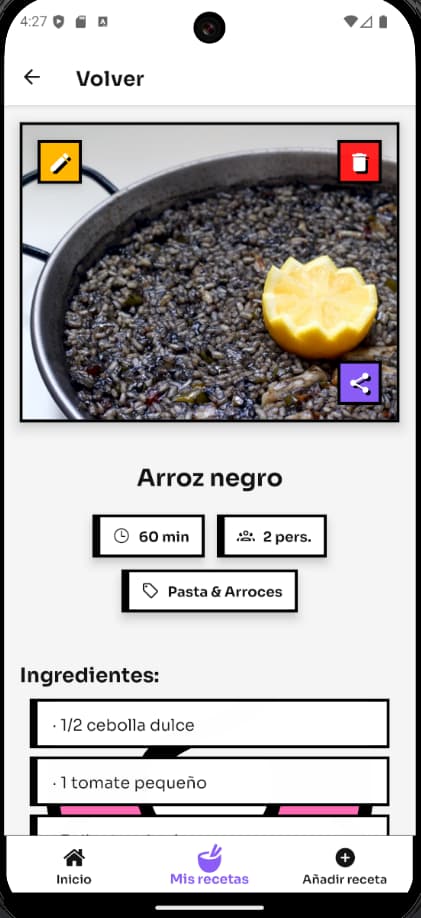 4:27
Volver
Arroz negro
60 min
2 pers.
Pasta & Arroces
Ingredientes:
· 1/2 cebolla dulce
· 1 tomate pequeño
Inicio
Mis recetas
Añadir receta